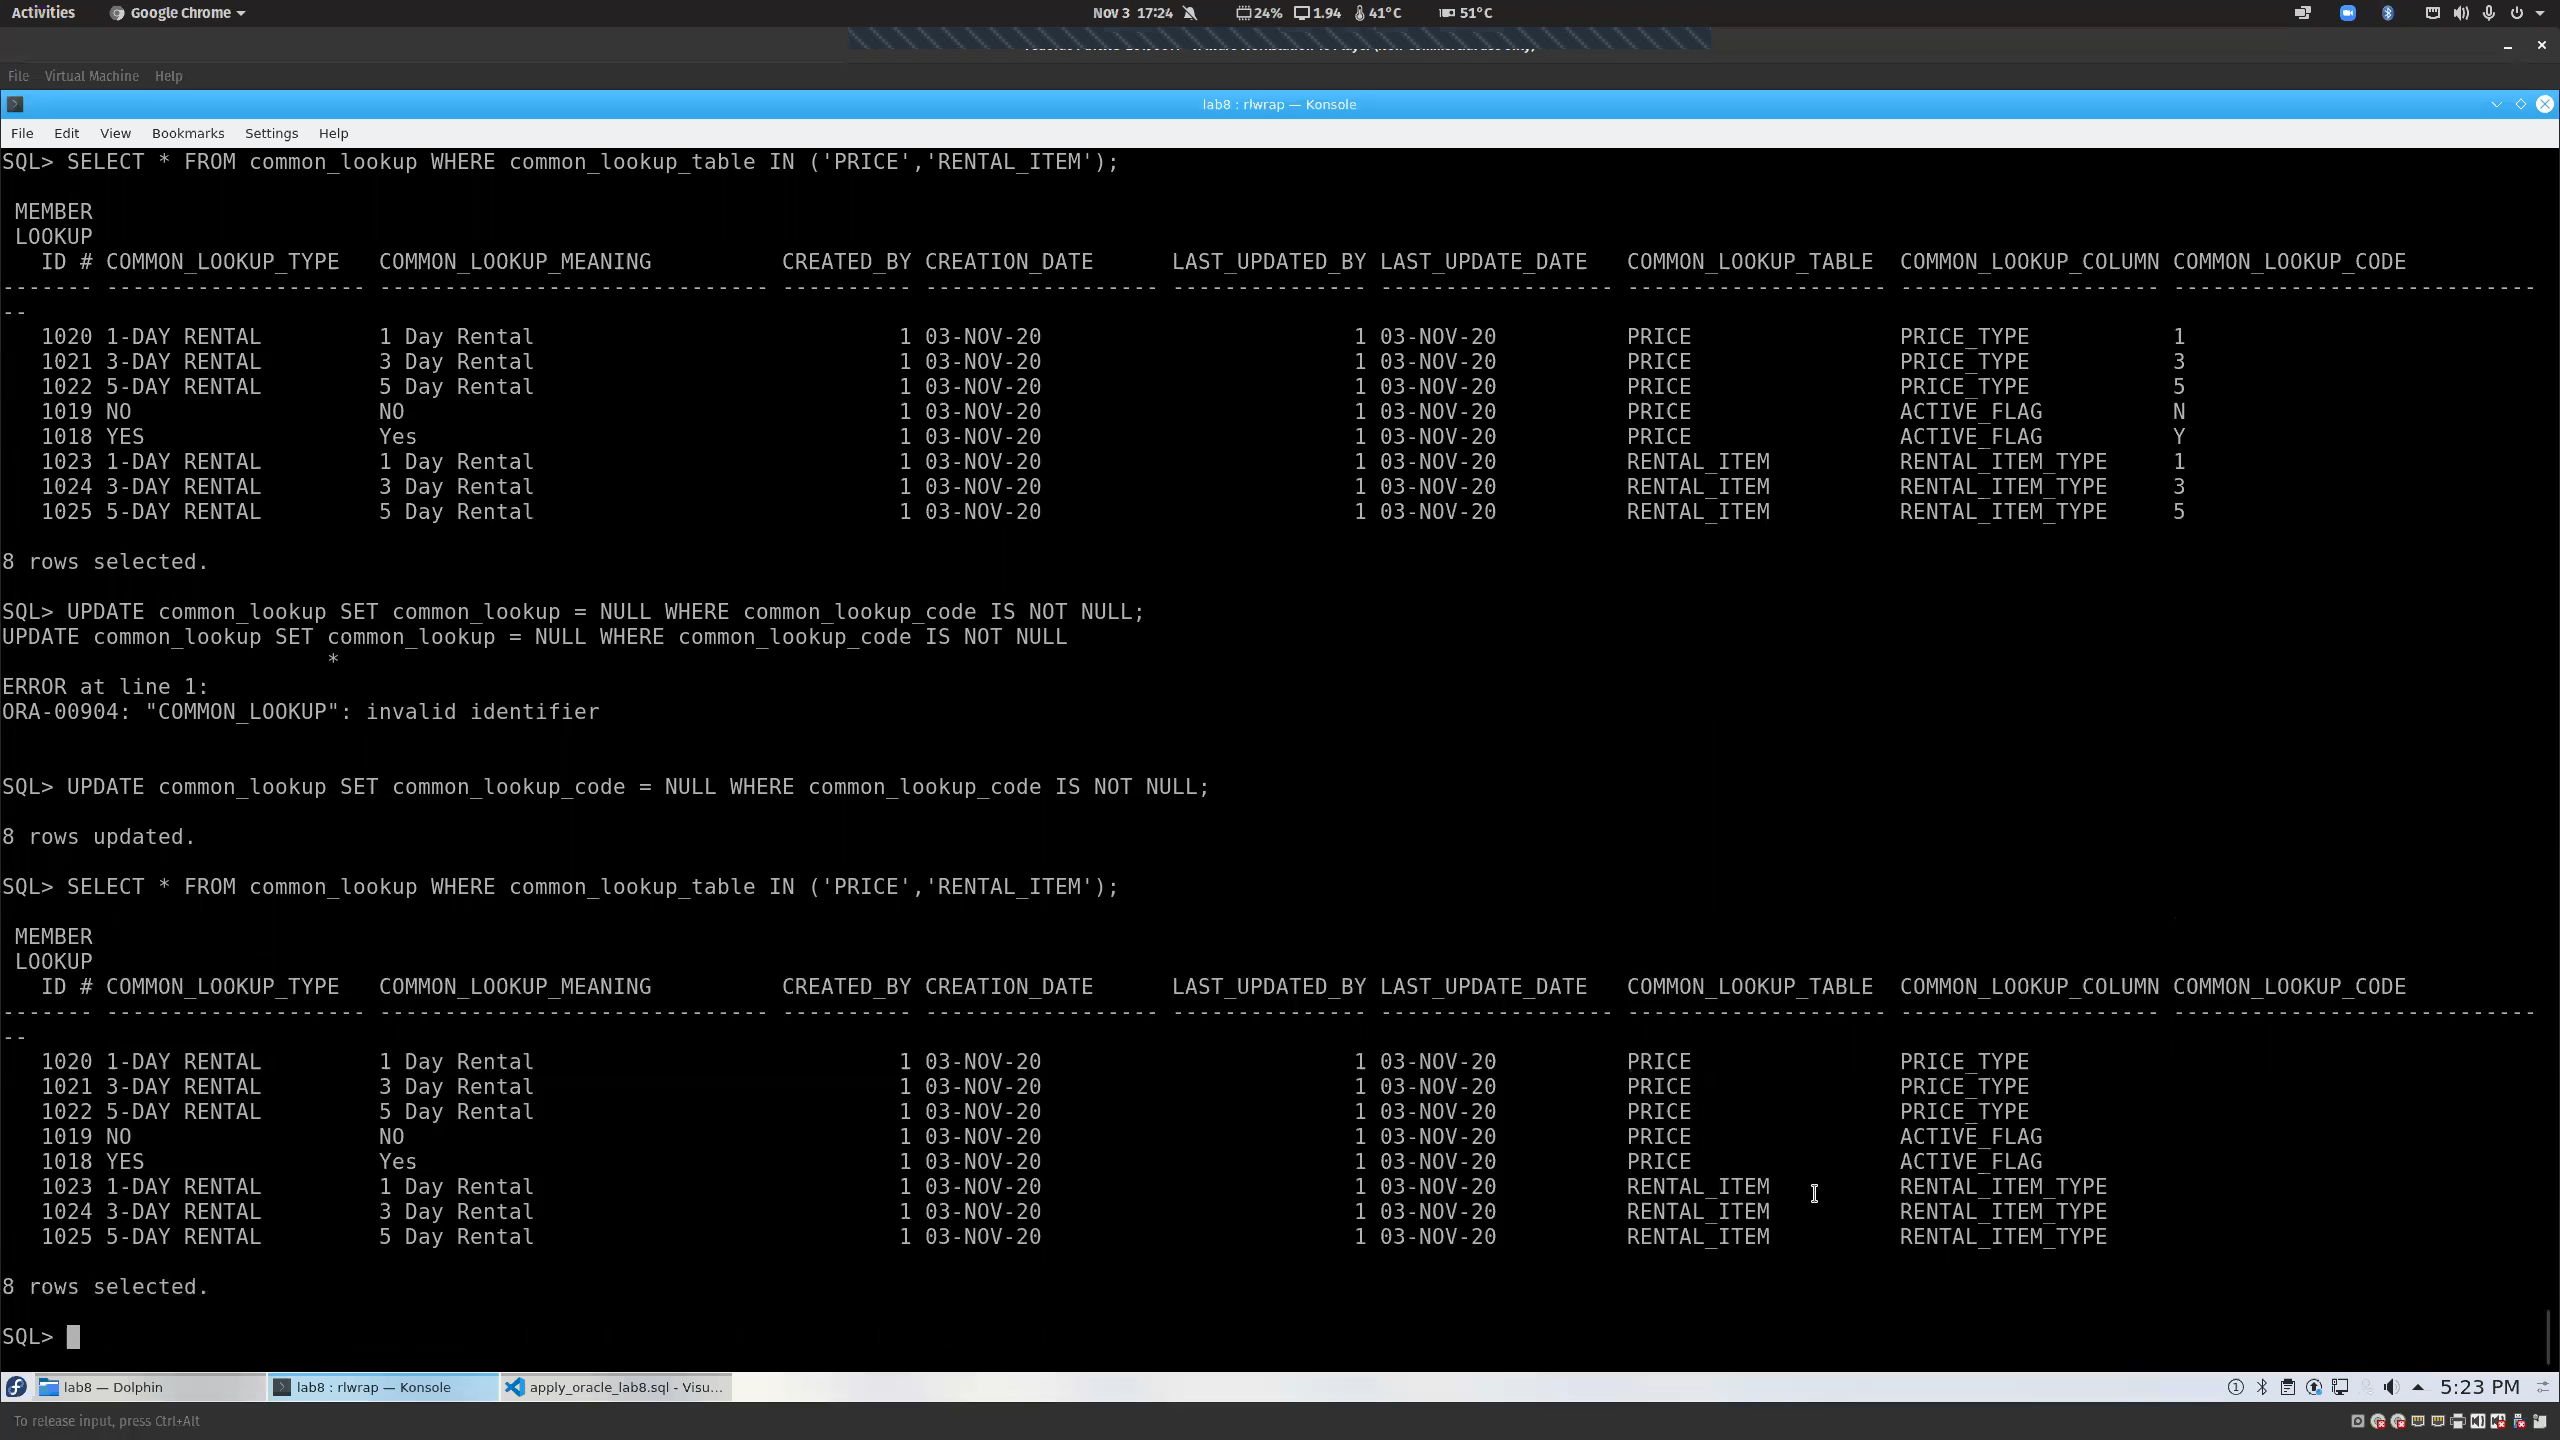 Activities Google Chrome Nov 3 17:24 24% 1.94 41°C 51°C
File Virtual Machine Help
lab8 : rlwrap — Konsole
File Edit View Bookmarks Settings Help
SQL> SELECT * FROM common_lookup WHERE common_lookup_table IN ('PRICE','RENTAL_ITEM');
MEMBER
LOOKUP
ID # COMMON_LOOKUP_TYPE COMMON_LOOKUP_MEANING CREATED_BY CREATION_DATE LAST_UPDATED_BY LAST_UPDATE_DATE COMMON_LOOKUP_TABLE COMMON_LOOKUP_COLUMN COMMON_LOOKUP_CODE
------- -------------------- ------------------------------ ---------- ------------------ --------------- ------------------ -------------------- -------------------- ----------------------------
--
1020 1-DAY RENTAL 1 Day Rental 1 03-NOV-20 1 03-NOV-20 PRICE PRICE_TYPE 1
1021 3-DAY RENTAL 3 Day Rental 1 03-NOV-20 1 03-NOV-20 PRICE PRICE_TYPE 3
1022 5-DAY RENTAL 5 Day Rental 1 03-NOV-20 1 03-NOV-20 PRICE PRICE_TYPE 5
1019 NO NO 1 03-NOV-20 1 03-NOV-20 PRICE ACTIVE_FLAG N
1018 YES Yes 1 03-NOV-20 1 03-NOV-20 PRICE ACTIVE_FLAG Y
1023 1-DAY RENTAL 1 Day Rental 1 03-NOV-20 1 03-NOV-20 RENTAL_ITEM RENTAL_ITEM_TYPE 1
1024 3-DAY RENTAL 3 Day Rental 1 03-NOV-20 1 03-NOV-20 RENTAL_ITEM RENTAL_ITEM_TYPE 3
1025 5-DAY RENTAL 5 Day Rental 1 03-NOV-20 1 03-NOV-20 RENTAL_ITEM RENTAL_ITEM_TYPE 5
8 rows selected.
SQL> UPDATE common_lookup SET common_lookup = NULL WHERE common_lookup_code IS NOT NULL;
UPDATE common_lookup SET common_lookup = NULL WHERE common_lookup_code IS NOT NULL
*
ERROR at line 1:
ORA-00904: "COMMON_LOOKUP": invalid identifier
SQL> UPDATE common_lookup SET common_lookup_code = NULL WHERE common_lookup_code IS NOT NULL;
8 rows updated.
SQL> SELECT * FROM common_lookup WHERE common_lookup_table IN ('PRICE','RENTAL_ITEM');
MEMBER
LOOKUP
ID # COMMON_LOOKUP_TYPE COMMON_LOOKUP_MEANING CREATED_BY CREATION_DATE LAST_UPDATED_BY LAST_UPDATE_DATE COMMON_LOOKUP_TABLE COMMON_LOOKUP_COLUMN COMMON_LOOKUP_CODE
------- -------------------- ------------------------------ ---------- ------------------ --------------- ------------------ -------------------- -------------------- ----------------------------
--
1020 1-DAY RENTAL 1 Day Rental 1 03-NOV-20 1 03-NOV-20 PRICE PRICE_TYPE
1021 3-DAY RENTAL 3 Day Rental 1 03-NOV-20 1 03-NOV-20 PRICE PRICE_TYPE
1022 5-DAY RENTAL 5 Day Rental 1 03-NOV-20 1 03-NOV-20 PRICE PRICE_TYPE
1019 NO NO 1 03-NOV-20 1 03-NOV-20 PRICE ACTIVE_FLAG
1018 YES Yes 1 03-NOV-20 1 03-NOV-20 PRICE ACTIVE_FLAG
1023 1-DAY RENTAL 1 Day Rental 1 03-NOV-20 1 03-NOV-20 RENTAL_ITEM RENTAL_ITEM_TYPE
1024 3-DAY RENTAL 3 Day Rental 1 03-NOV-20 1 03-NOV-20 RENTAL_ITEM RENTAL_ITEM_TYPE
1025 5-DAY RENTAL 5 Day Rental 1 03-NOV-20 1 03-NOV-20 RENTAL_ITEM RENTAL_ITEM_TYPE
8 rows selected.
SQL>
lab8 — Dolphin lab8 : rlwrap — Konsole apply_oracle_lab8.sql - Visu... 5:23 PM
To release input, press Ctrl+Alt